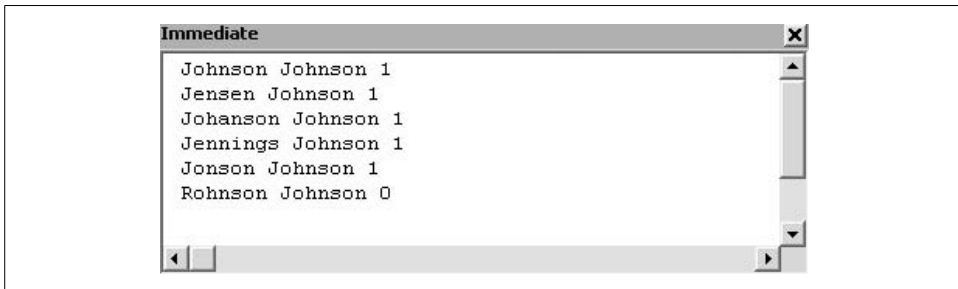 Immediate
Johnson Johnson 1
Jensen Johnson 1
Johanson Johnson 1
Jennings Johnson 1
Jonson Johnson 1
Rohnson Johnson 0